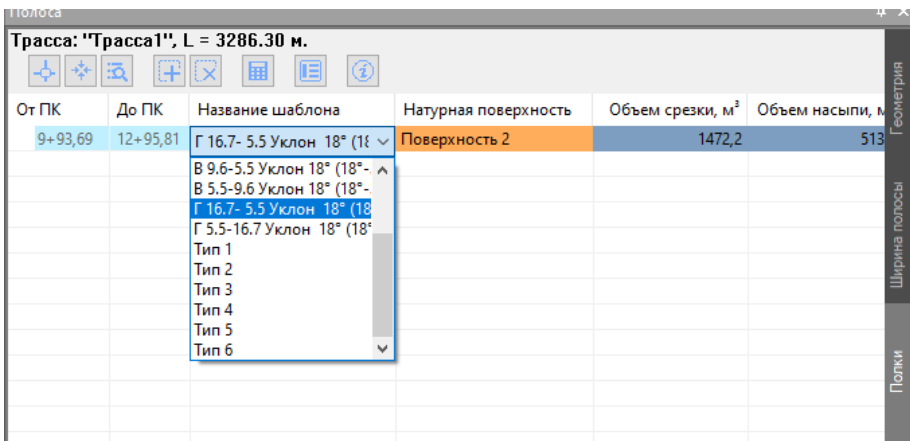 Полоса
Трасса: "Трасса1", L = 3286.30 м.
От ПК До ПК Название шаблона Натурная поверхность Объем срезки, м³ Объем насыпи, м
9+93,69 12+95,81 Г 16.7- 5.5 Уклон 18° (18 Поверхность 2 1472,2 513
В 9.6-5.5 Уклон 18° (18°-
В 5.5-9.6 Уклон 18° (18°-
Г 16.7- 5.5 Уклон 18° (18
Г 5.5-16.7 Уклон 18° (18°
Тип 1
Тип 2
Тип 3
Тип 4
Тип 5
Тип 6
Геометрия
Ширина полосы
Полки